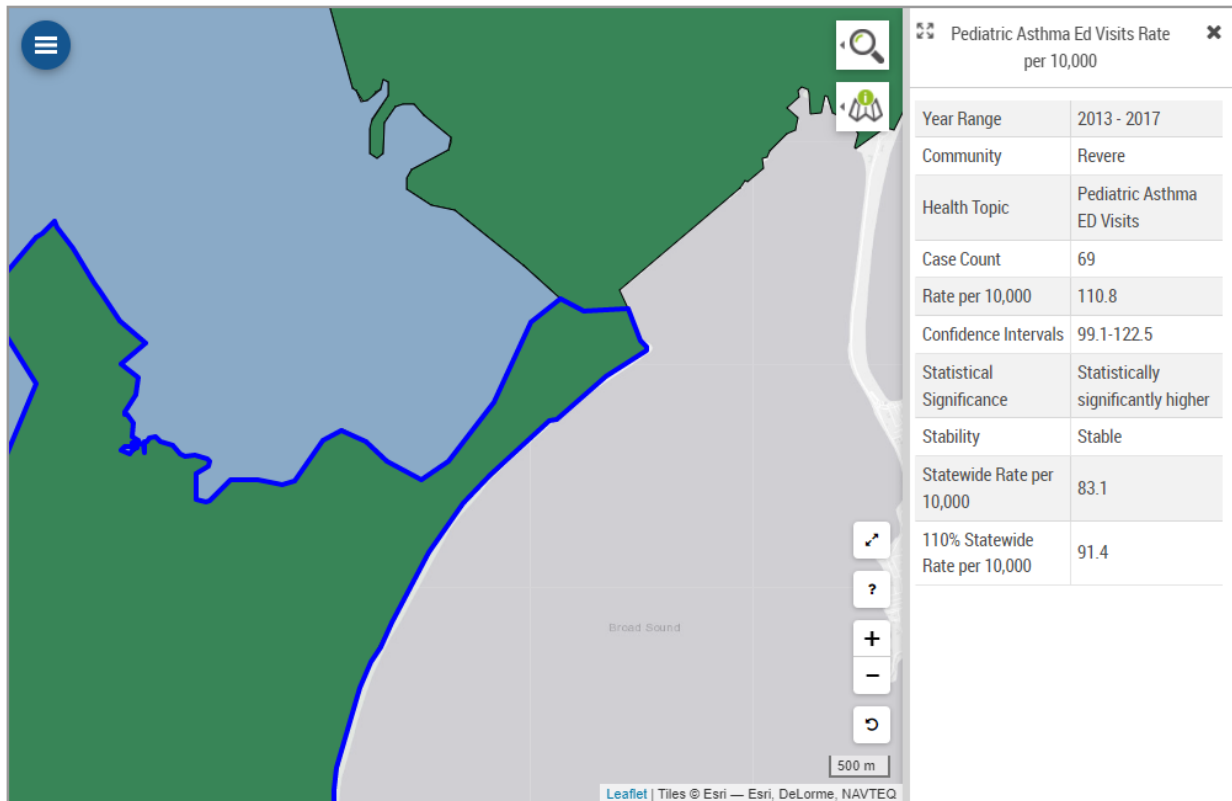 Pediatric Asthma Ed Visits Rate
per 10,000
Year Range 2013 - 2017
Community Revere
Health Topic Pediatric Asthma
ED Visits
Case Count 69
Rate per 10,000 110.8
Confidence Intervals 99.1-122.5
Statistical Statistically
Significance significantly higher
Stability Stable
Statewide Rate per
10,000 83.1
110% Statewide
Rate per 10,000 91.4
?
+
−
Broad Sound
500 m
Leaflet | Tiles © Esri — Esri, DeLorme, NAVTEQ